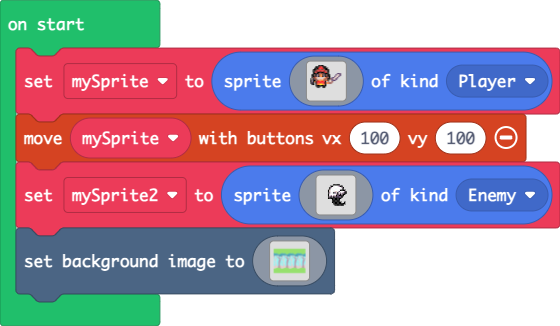 on start
set mySprite to sprite of kind Player
move mySprite with buttons vx 100 vy 100
set mySprite2 to sprite of kind Enemy
set background image to